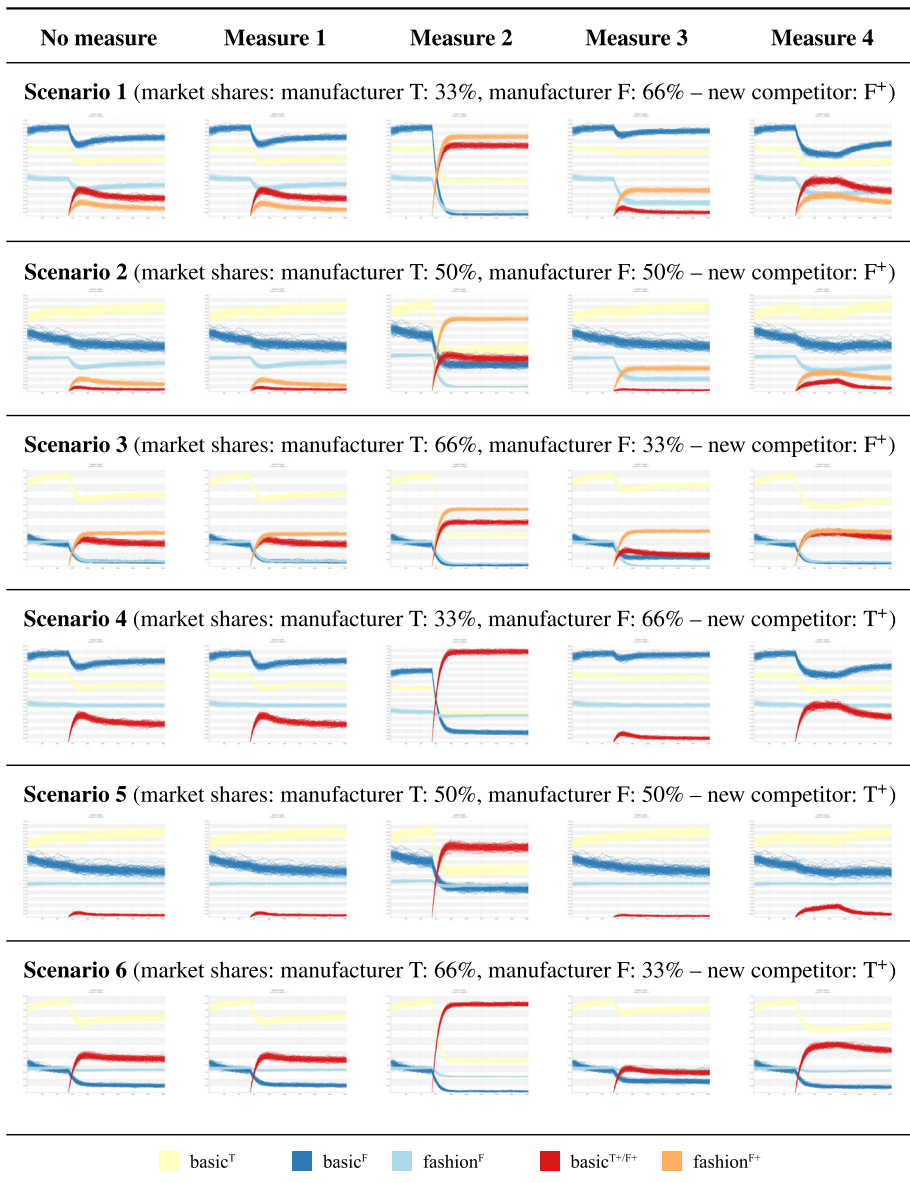 No measure Measure 1 Measure 2 Measure 3 Measure 4
Scenario 1 (market shares: manufacturer T: 33%, manufacturer F: 66% – new competitor: F⁺)
Scenario 2 (market shares: manufacturer T: 50%, manufacturer F: 50% – new competitor: F⁺)
Scenario 3 (market shares: manufacturer T: 66%, manufacturer F: 33% – new competitor: F⁺)
Scenario 4 (market shares: manufacturer T: 33%, manufacturer F: 66% – new competitor: T⁺)
Scenario 5 (market shares: manufacturer T: 50%, manufacturer F: 50% – new competitor: T⁺)
Scenario 6 (market shares: manufacturer T: 66%, manufacturer F: 33% – new competitor: T⁺)
basicᵀ basicF fashionF basicT+/F+ fashionF+